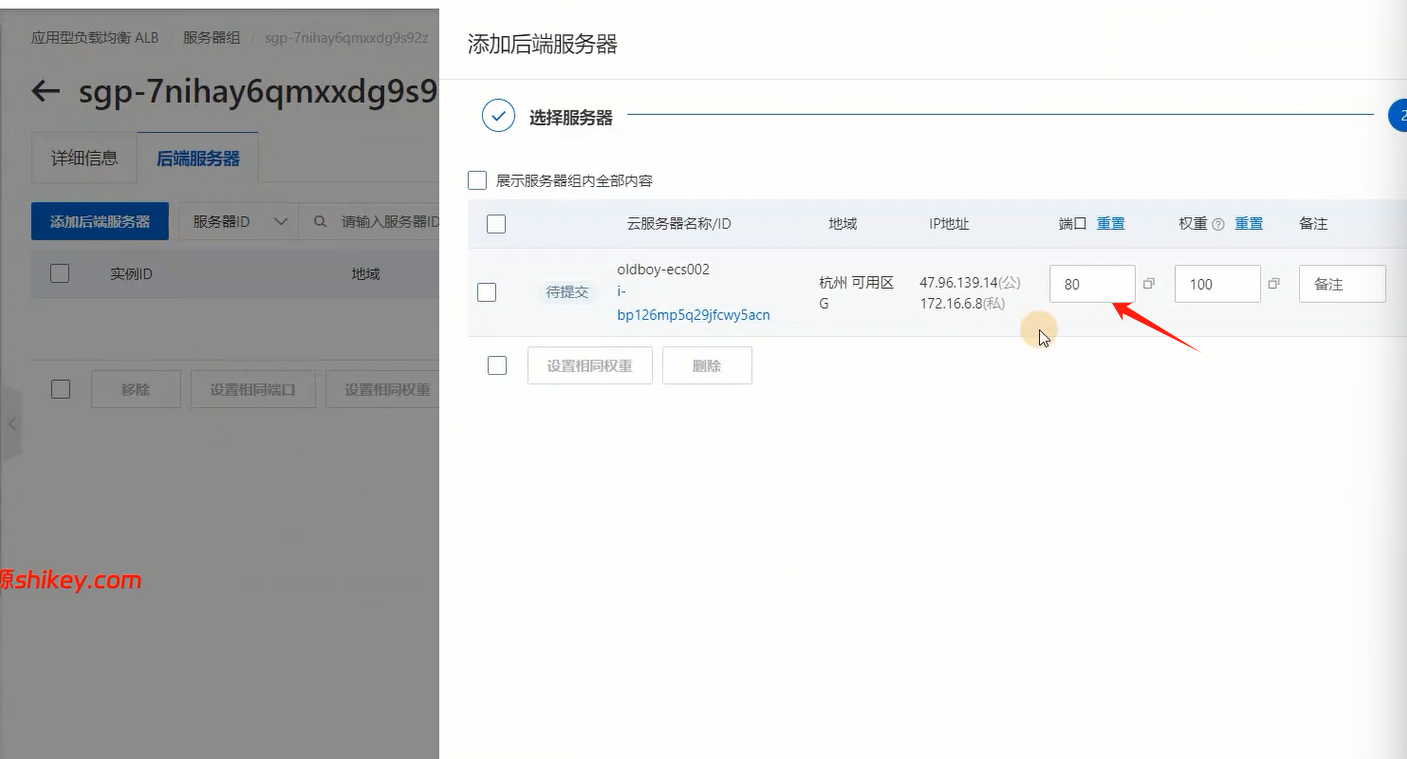 应用型负载均衡 ALB / 服务器组 / sgp-7nihay6qmxxdg9s92z
sgp-7nihay6qmxxdg9s9
详细信息 后端服务器
添加后端服务器 服务器ID 请输入服务器ID
实例ID 地域
移除 设置相同端口 设置相同权重
源shikey.com
添加后端服务器
选择服务器 2
展示服务器组内全部内容
云服务器名称/ID 地域 IP地址 端口 重置 权重 重置 备注
待提交
oldboy-ecs002
i-
bp126mp5q29jfcwy5acn
杭州 可用区
G
47.96.139.14(公)
172.16.6.8(私)
80 100 备注
设置相同权重 删除